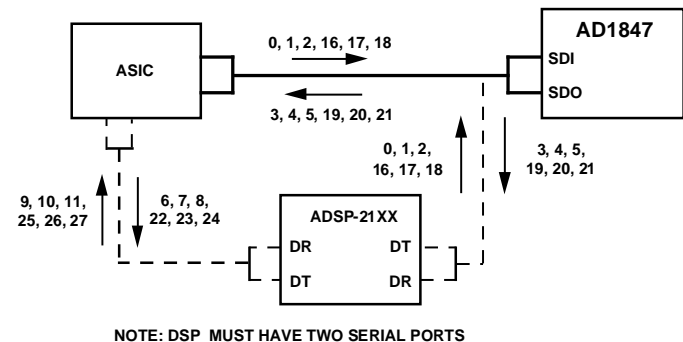 0, 1, 2, 16, 17, 18
AD1847
ASIC
SDI
SDO
3, 4, 5, 19, 20, 21
0, 1, 2,
16, 17, 18
3, 4, 5,
19, 20, 21
9, 10, 11,
25, 26, 27
6, 7, 8,
22, 23, 24
ADSP-21XX
DR
DT
DT
DR
NOTE: DSP MUST HAVE TWO SERIAL PORTS